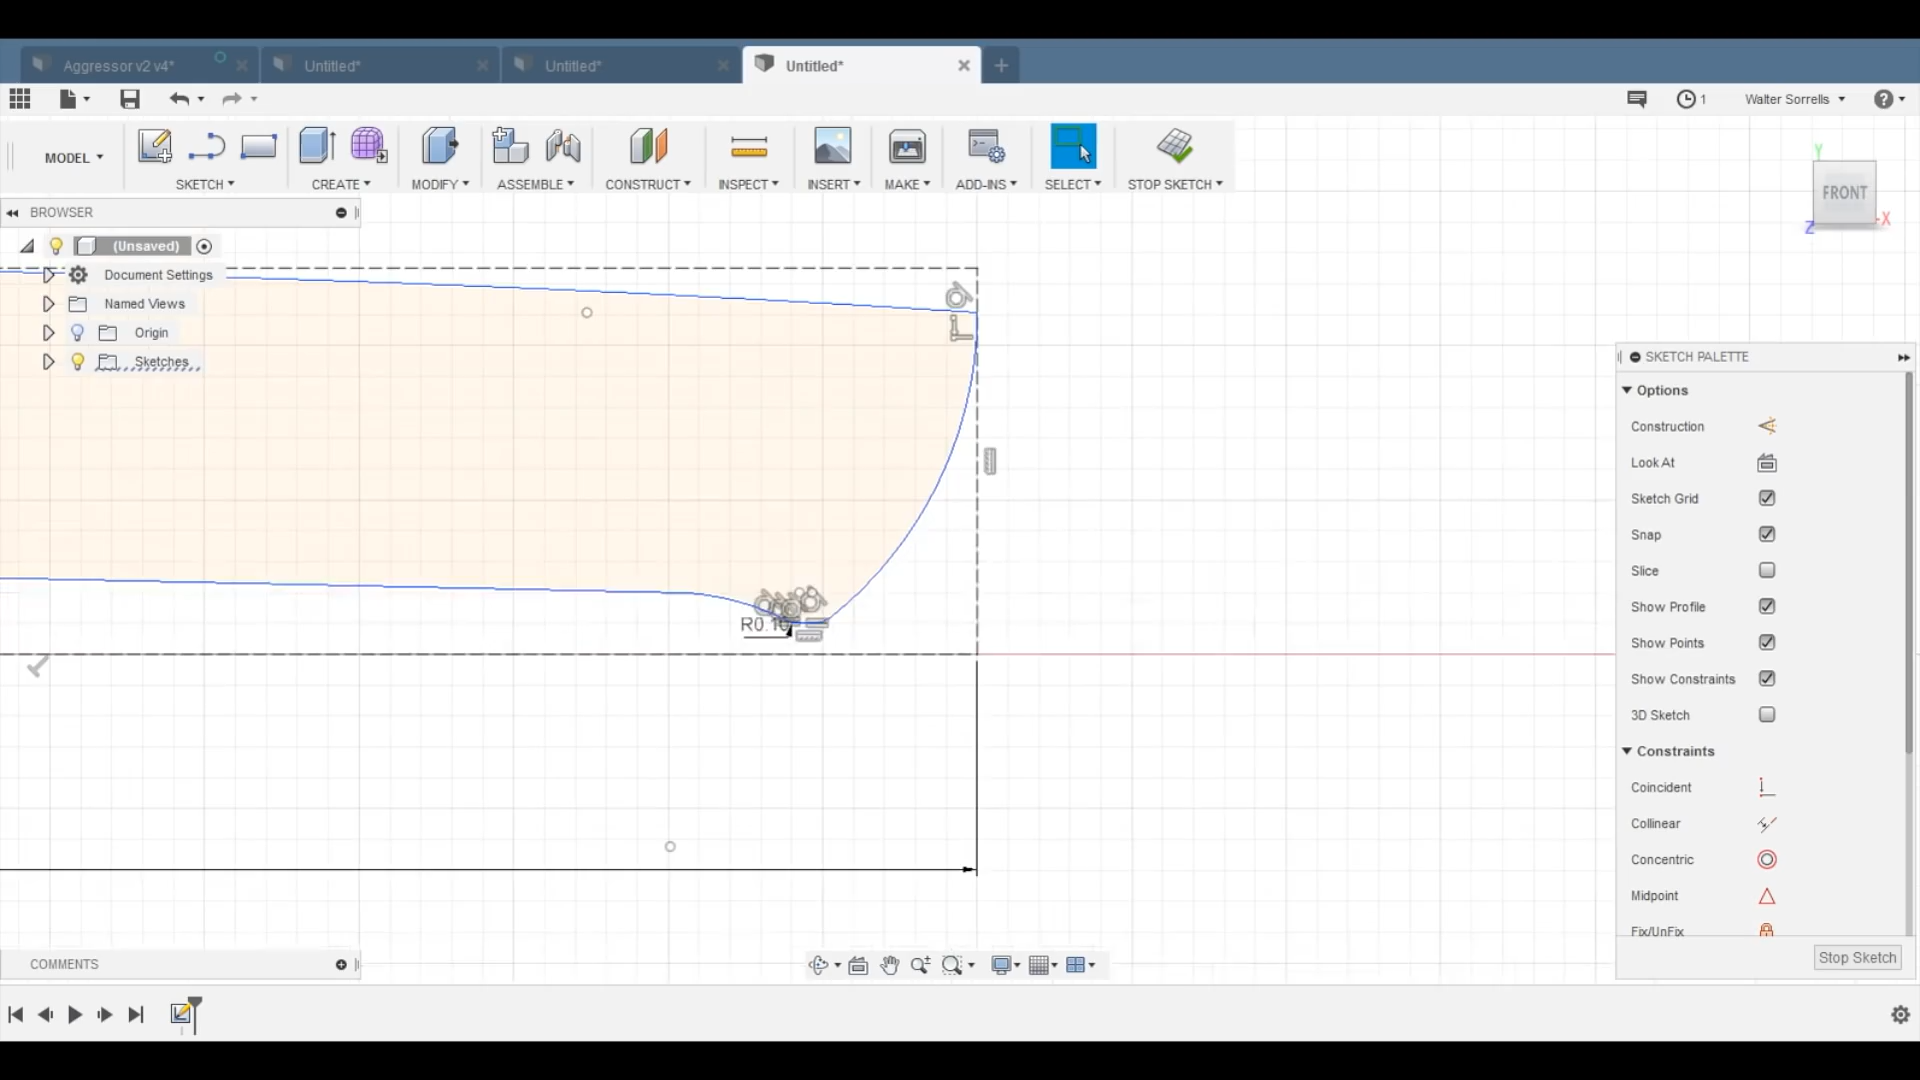 Aggressor v2 v4*
Untitled*
Untitled*
Untitled*
1
Walter Sorrells
MODEL
SKETCH
CREATE
MODIFY
ASSEMBLE
CONSTRUCT
INSPECT
INSERT
MAKE
ADD-INS
SELECT
STOP SKETCH
Y
FRONT
X
Z
BROWSER
(Unsaved)
Document Settings
Named Views
Origin
Sketches
R0.10
SKETCH PALETTE
Options
Construction
Look At
Sketch Grid
Snap
Slice
Show Profile
Show Points
Show Constraints
3D Sketch
Constraints
Coincident
Collinear
Concentric
Midpoint
Fix/UnFix
Stop Sketch
COMMENTS